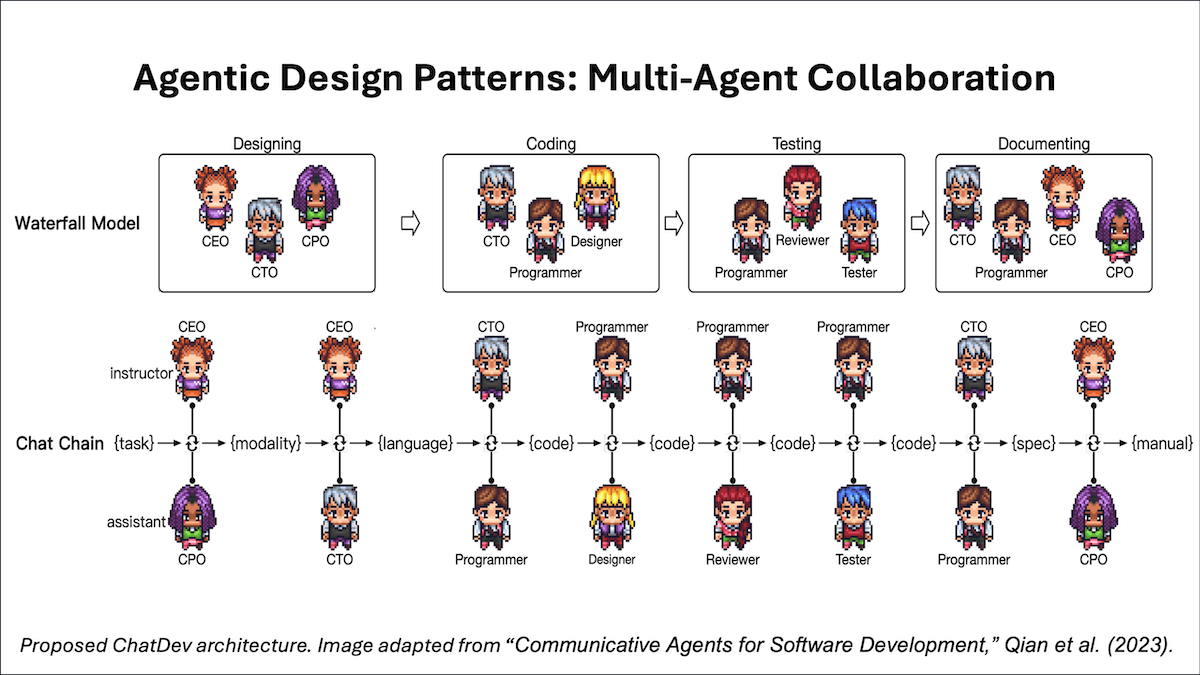 Agentic Design Patterns: Multi-Agent Collaboration
Designing
Coding
Testing
Documenting
Waterfall Model
CEO
CTO
CPO
CTO
Programmer
Designer
Programmer
Reviewer
Tester
CTO
Programmer
CEO
CPO
CEO
CEO
CTO
Programmer
Programmer
Programmer
CTO
CEO
instructor
Chat Chain {task} {modality} {language} {code} {code} {code} {code} {spec} {manual}
assistant
CPO
CTO
Programmer
Designer
Reviewer
Tester
Programmer
CPO
Proposed ChatDev architecture. Image adapted from “Communicative Agents for Software Development,” Qian et al. (2023).